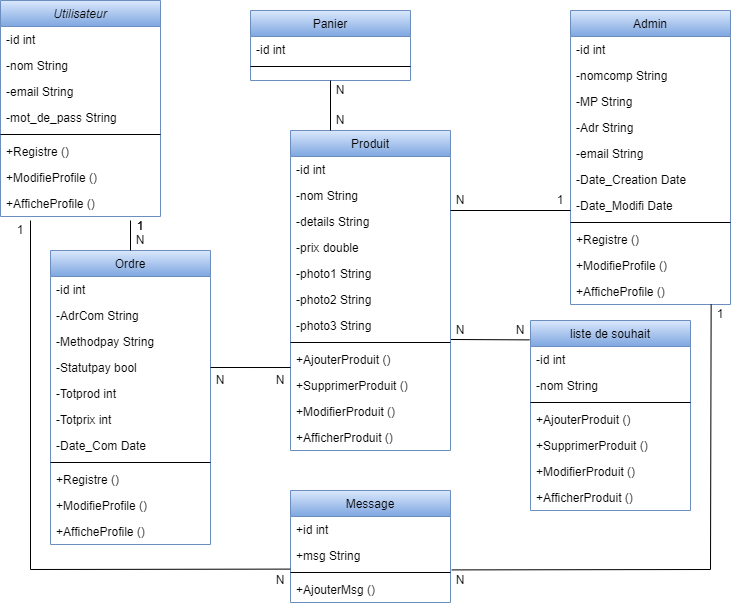 Utilisateur
-id int
-nom String
-email String
-mot_de_pass String
+Registre ()
+ModifieProfile ()
+AfficheProfile ()
1
1
N
Panier
-id int
N
N
Produit
-id int
-nom String
-details String
-prix double
-photo1 String
-photo2 String
-photo3 String
+AjouterProduit ()
+SupprimerProduit ()
+ModifierProduit ()
+AfficherProduit ()
N
1
Admin
-id int
-nomcomp String
-MP String
-Adr String
-email String
-Date_Creation Date
-Date_Modifi Date
+Registre ()
+ModifieProfile ()
+AfficheProfile ()
1
Ordre
-id int
-AdrCom String
-Methodpay String
-Statutpay bool
-Totprod int
-Totprix int
-Date_Com Date
+Registre ()
+ModifieProfile ()
+AfficheProfile ()
N
N
N
N
liste de souhait
-id int
-nom String
+AjouterProduit ()
+SupprimerProduit ()
+ModifierProduit ()
+AfficherProduit ()
Message
+id int
+msg String
+AjouterMsg ()
N
N